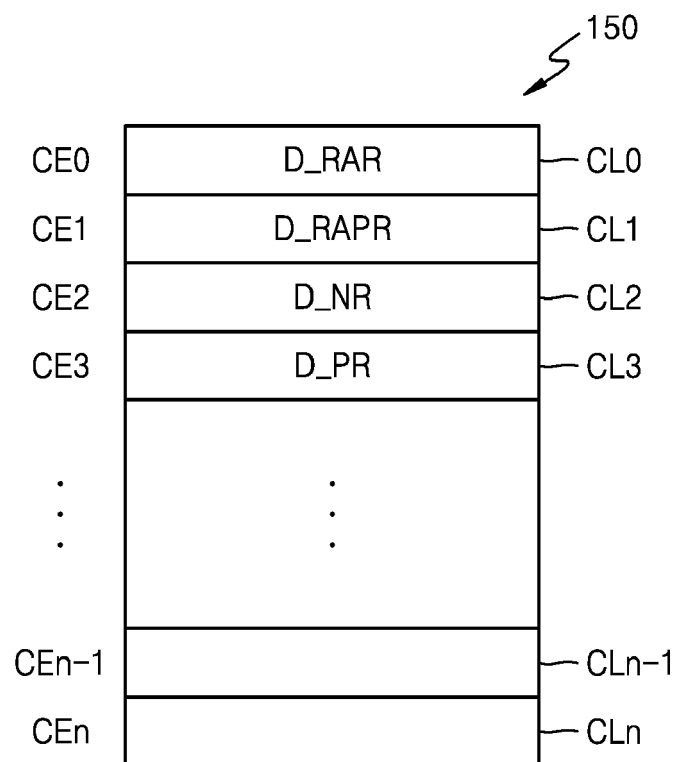 150
CE0 D_RAR CL0
CE1 D_RAPR CL1
CE2 D_NR CL2
CE3 D_PR CL3
CEn-1 CLn-1
CEn CLn